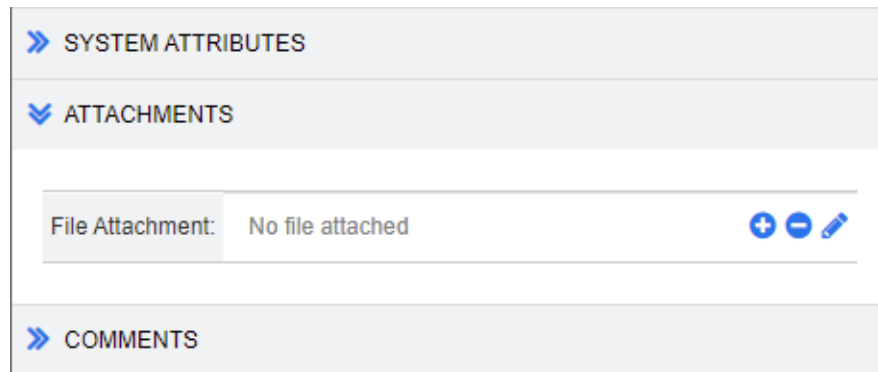 SYSTEM ATTRIBUTES
ATTACHMENTS
File Attachment: No file attached
COMMENTS